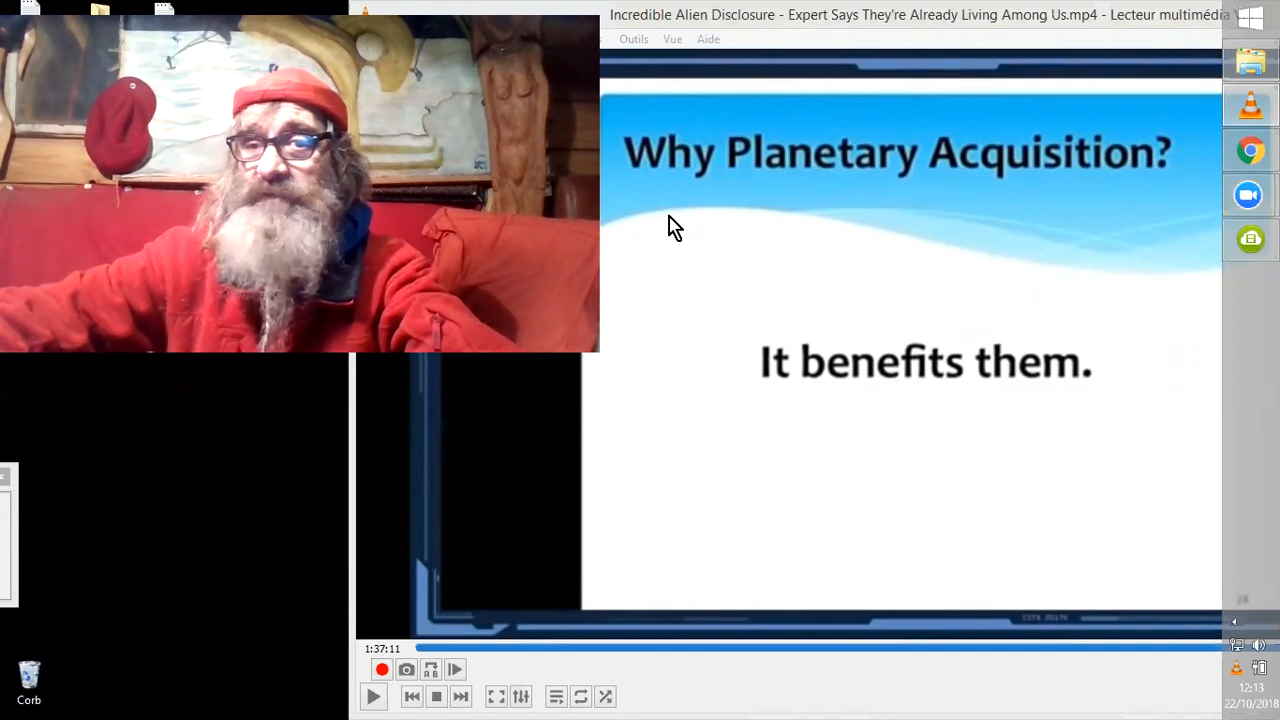 Incredible Alien Disclosure - Expert Says They're Already Living Among Us.mp4 - Lecteur multimédia
Outils Vue Aide
Why Planetary Acquisition?
It benefits them.
1:37:11
Corb
12:13
22/10/2018